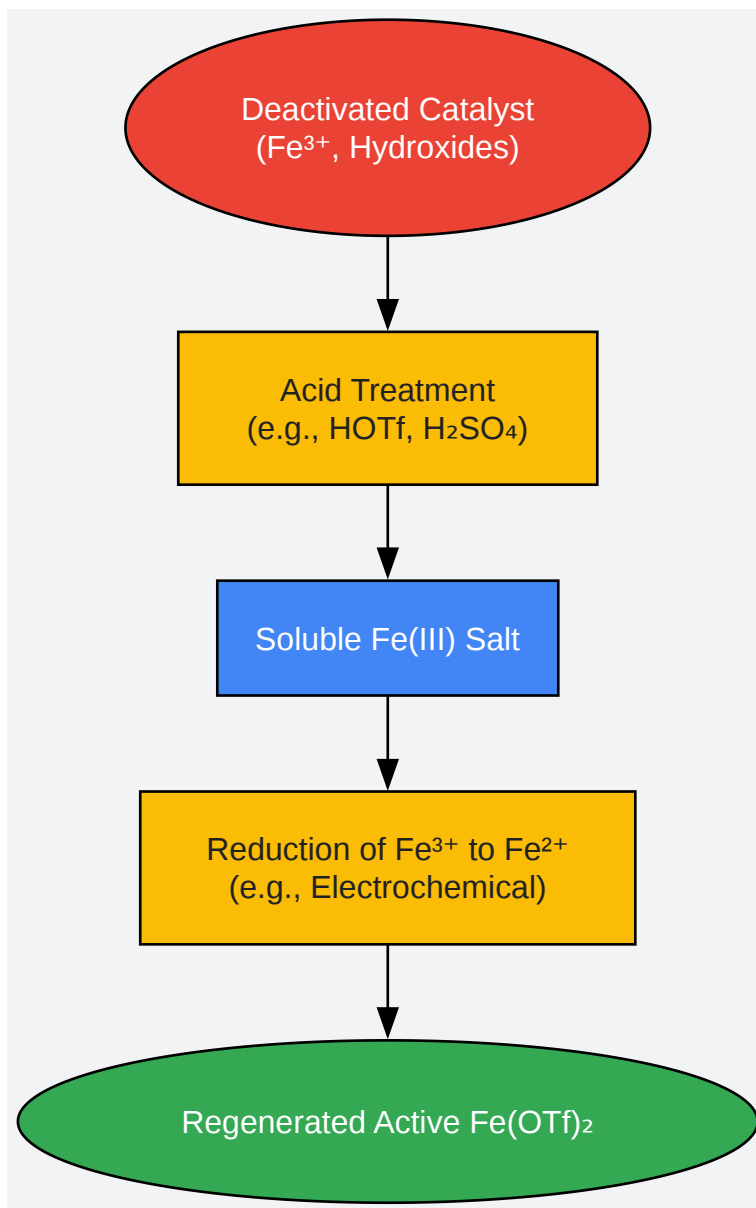 Deactivated Catalyst
(Fe³⁺, Hydroxides)
Acid Treatment
(e.g., HOTf, H₂SO₄)
Soluble Fe(III) Salt
Reduction of Fe³⁺ to Fe²⁺
(e.g., Electrochemical)
Regenerated Active Fe(OTf)₂